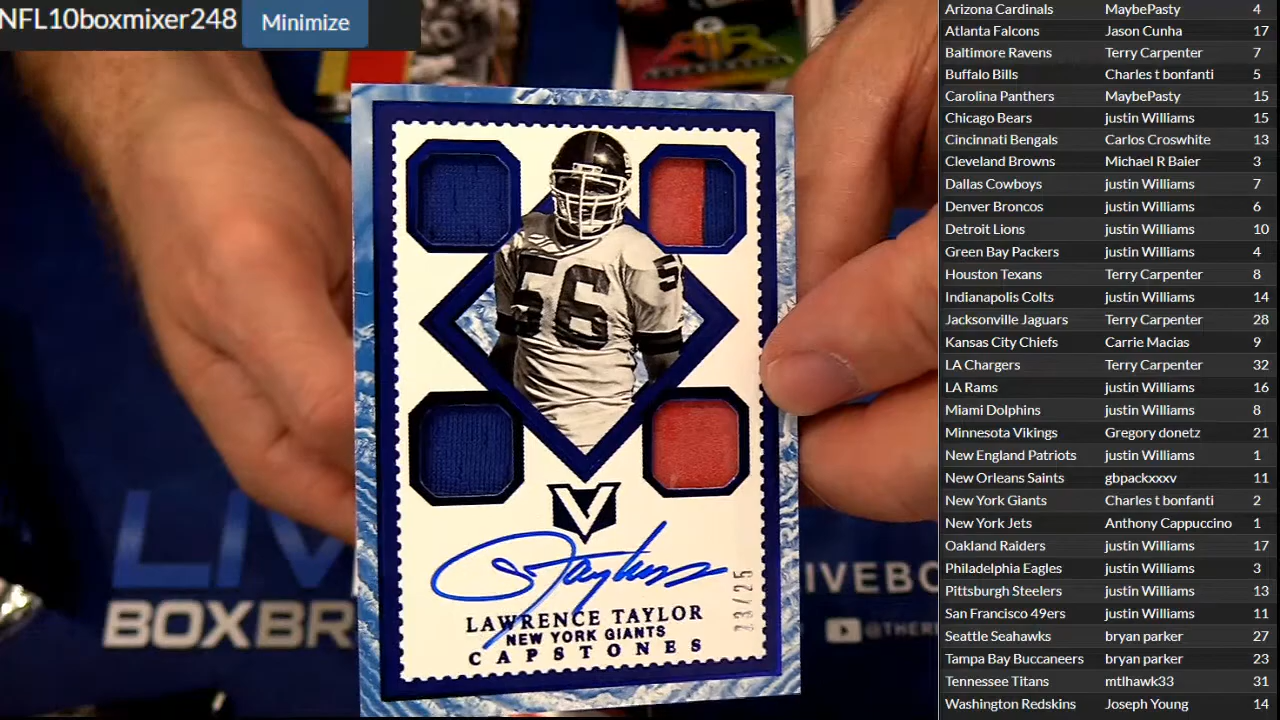 NFL10boxmixer248
Minimize
AIR
56
5
V
LAWRENCE TAYLOR
NEW YORK GIANTS
CAPSTONES
23/25
LIV
BOXBR
IVEBO
@THERE
Arizona Cardinals MaybePasty 4
Atlanta Falcons Jason Cunha 17
Baltimore Ravens Terry Carpenter 7
Buffalo Bills Charles t bonfanti 5
Carolina Panthers MaybePasty 15
Chicago Bears justin Williams 15
Cincinnati Bengals Carlos Croswhite 13
Cleveland Browns Michael R Baier 3
Dallas Cowboys justin Williams 7
Denver Broncos justin Williams 6
Detroit Lions justin Williams 10
Green Bay Packers justin Williams 4
Houston Texans Terry Carpenter 8
Indianapolis Colts justin Williams 14
Jacksonville Jaguars Terry Carpenter 28
Kansas City Chiefs Carrie Macias 9
LA Chargers Terry Carpenter 32
LA Rams justin Williams 16
Miami Dolphins justin Williams 8
Minnesota Vikings Gregory donetz 21
New England Patriots justin Williams 1
New Orleans Saints gbpackxxxv 11
New York Giants Charles t bonfanti 2
New York Jets Anthony Cappuccino 1
Oakland Raiders justin Williams 17
Philadelphia Eagles justin Williams 3
Pittsburgh Steelers justin Williams 13
San Francisco 49ers justin Williams 11
Seattle Seahawks bryan parker 27
Tampa Bay Buccaneers bryan parker 23
Tennessee Titans mtlhawk33 31
Washington Redskins Joseph Young 14